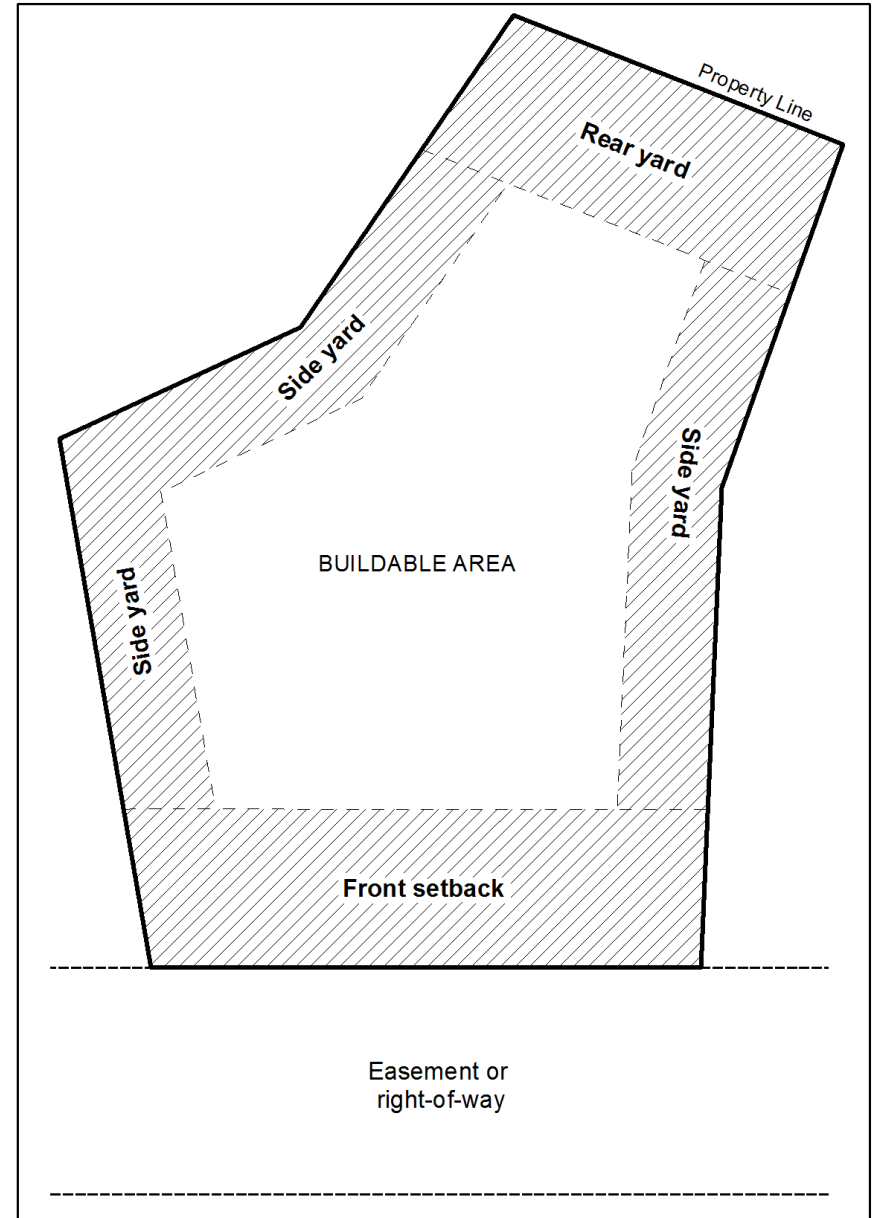 Property Line
Rear yard
Side yard
Side yard
BUILDABLE AREA
Side yard
Front setback
Easement or
right-of-way